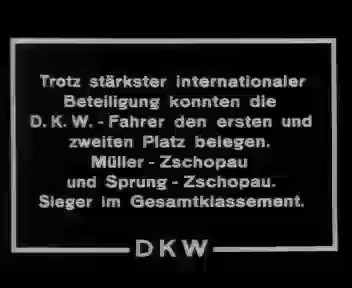 Trotz stärkster internationaler
Beteiligung konnten die
D. K. W. - Fahrer den ersten und
zweiten Platz belegen.
Müller - Zschopau
und Sprung - Zschopau.
Sieger im Gesamtklassement.
DKW